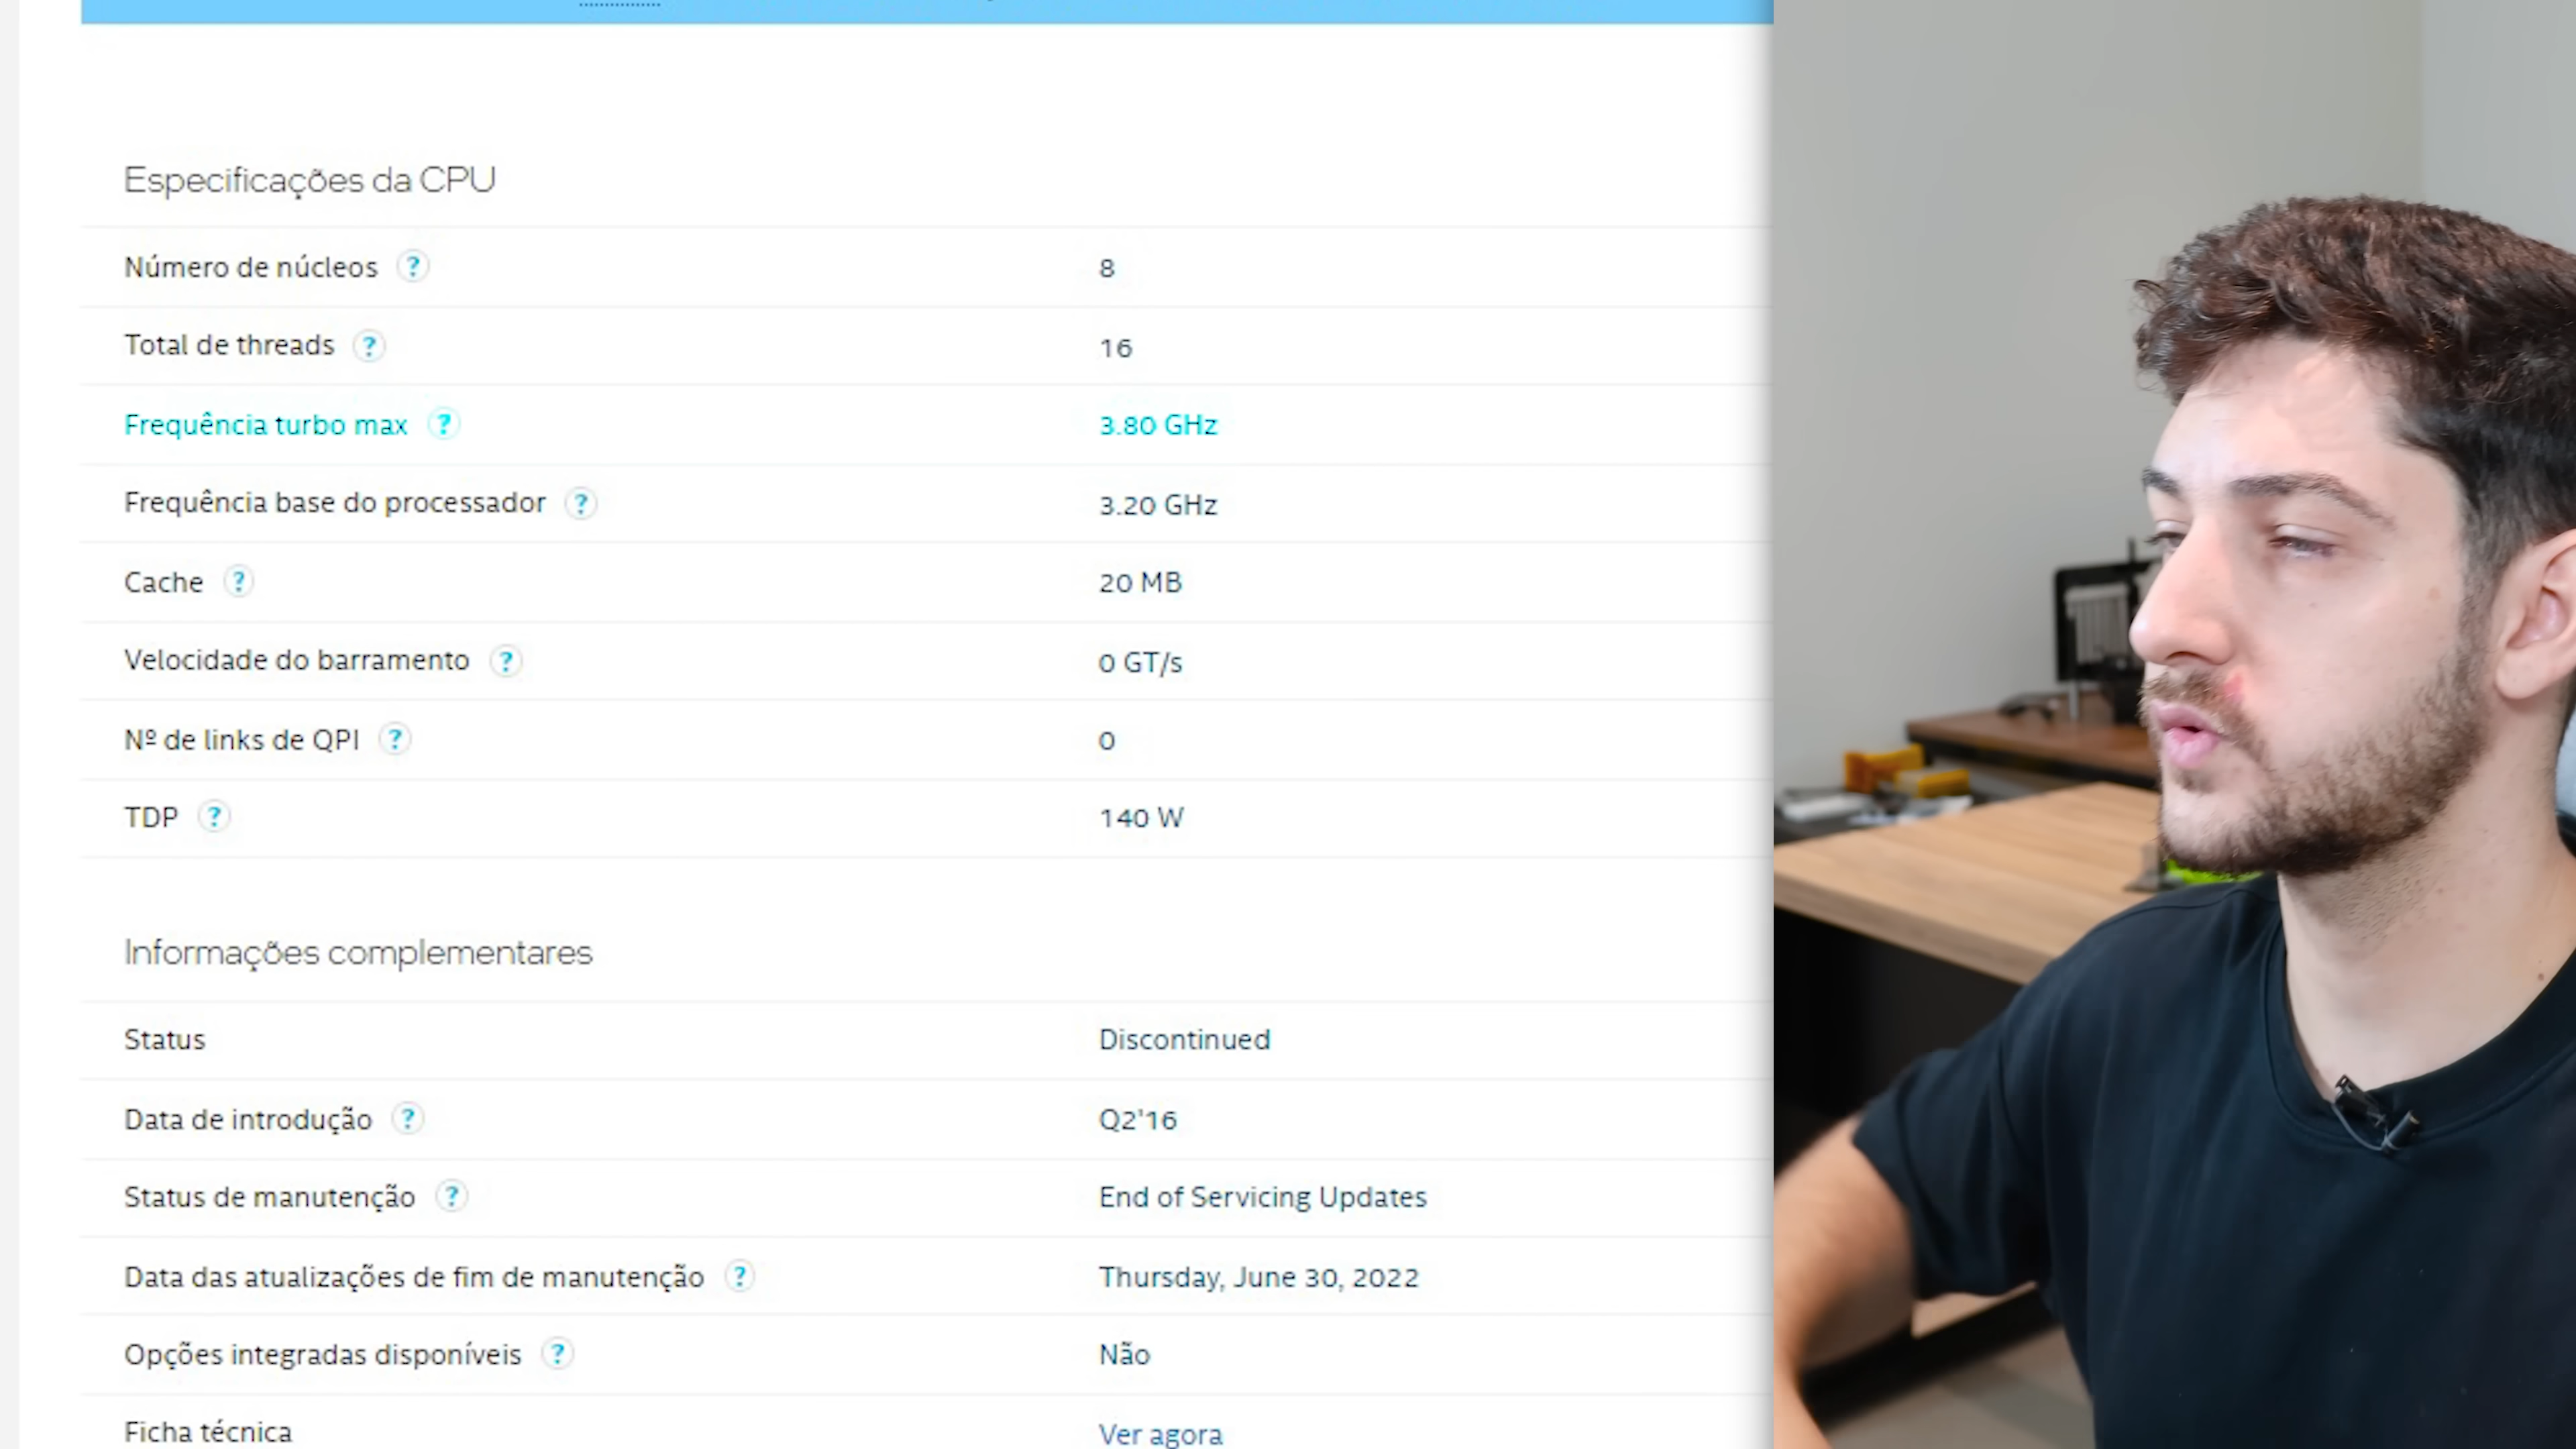 Especificações da CPU
Número de núcleos ? 8
Total de threads ? 16
Frequência turbo max ? 3.80 GHz
Frequência base do processador ? 3.20 GHz
Cache ? 20 MB
Velocidade do barramento ? 0 GT/s
Nº de links de QPI ? 0
TDP ? 140 W
Informações complementares
Status Discontinued
Data de introdução ? Q2'16
Status de manutenção ? End of Servicing Updates
Data das atualizações de fim de manutenção ? Thursday, June 30, 2022
Opções integradas disponíveis ? Não
Ficha técnica Ver agora